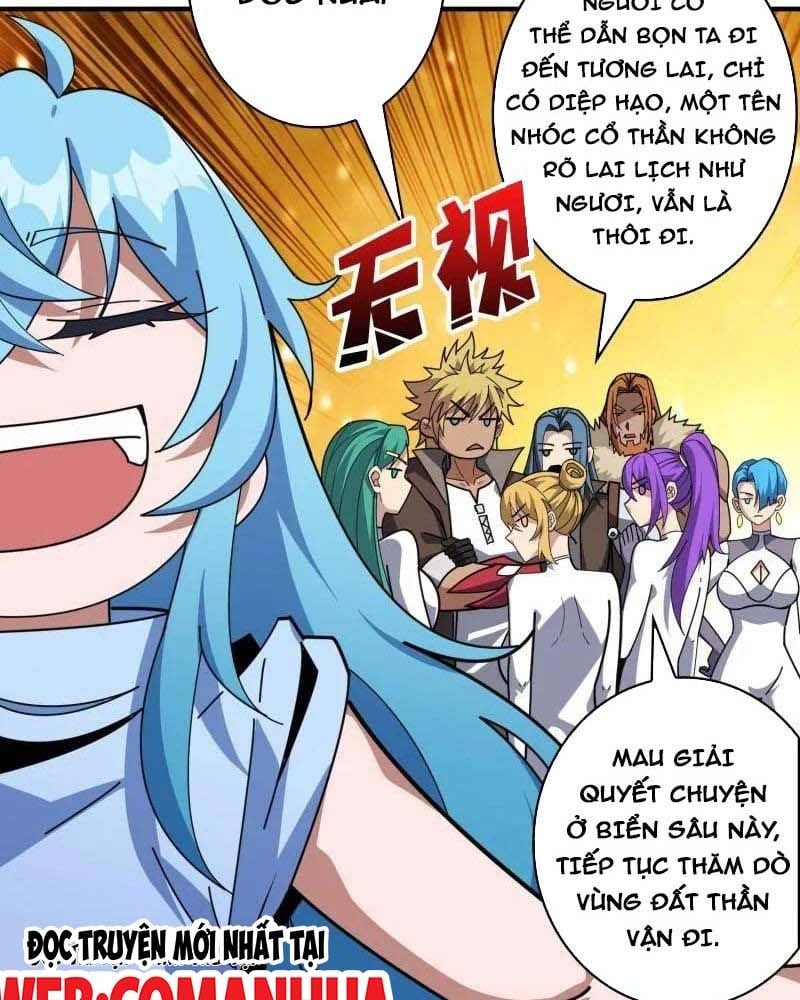 NGƯƠI CÓ
THỂ DẪN BỌN TA ĐI
ĐẾN TƯƠNG LAI, CHỈ
CÓ DIỆP HẠO, MỘT TÊN
NHÓC CỔ THẦN KHÔNG
RÕ LAI LỊCH NHƯ
NGƯƠI, VẪN LÀ
THÔI ĐI.
无视
MAU GIẢI
QUYẾT CHUYỆN
Ở BIỂN SÂU NÀY,
TIẾP TỤC THĂM DÒ
VÙNG ĐẤT THẦN
VẬN ĐI.
ĐỌC TRUYỆN MỚI NHẤT TẠI